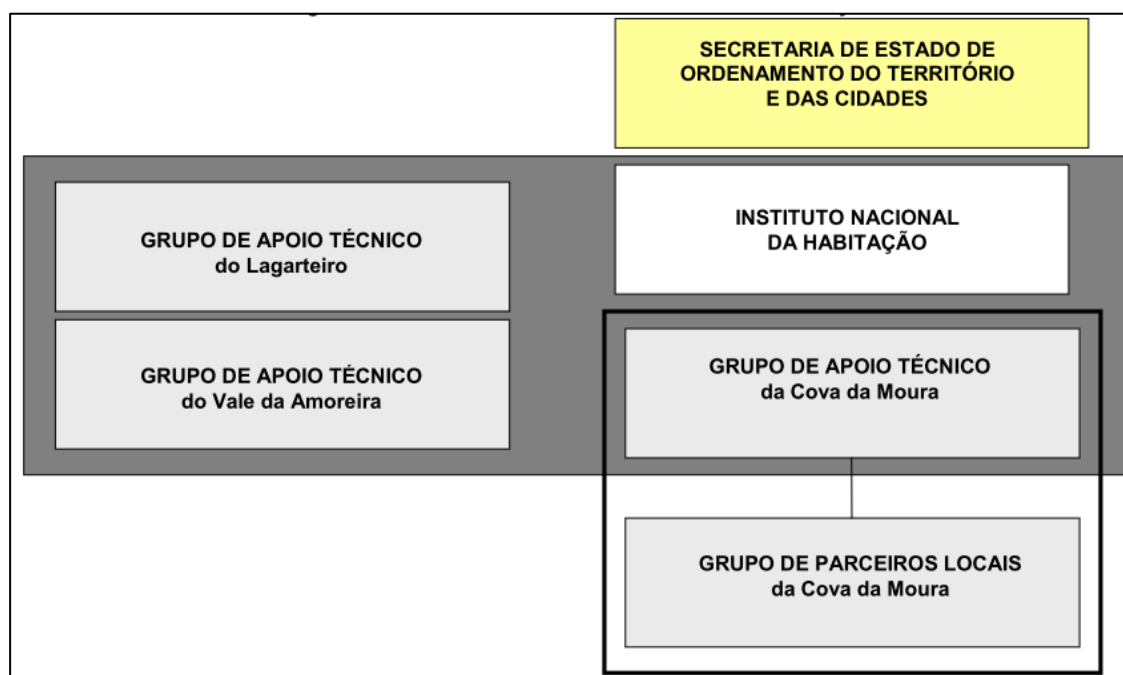 SECRETARIA DE ESTADO DE
ORDENAMENTO DO TERRITÓRIO
E DAS CIDADES
GRUPO DE APOIO TÉCNICO
do Lagarteiro
INSTITUTO NACIONAL
DA HABITAÇÃO
GRUPO DE APOIO TÉCNICO
do Vale da Amoreira
GRUPO DE APOIO TÉCNICO
da Cova da Moura
GRUPO DE PARCEIROS LOCAIS
da Cova da Moura